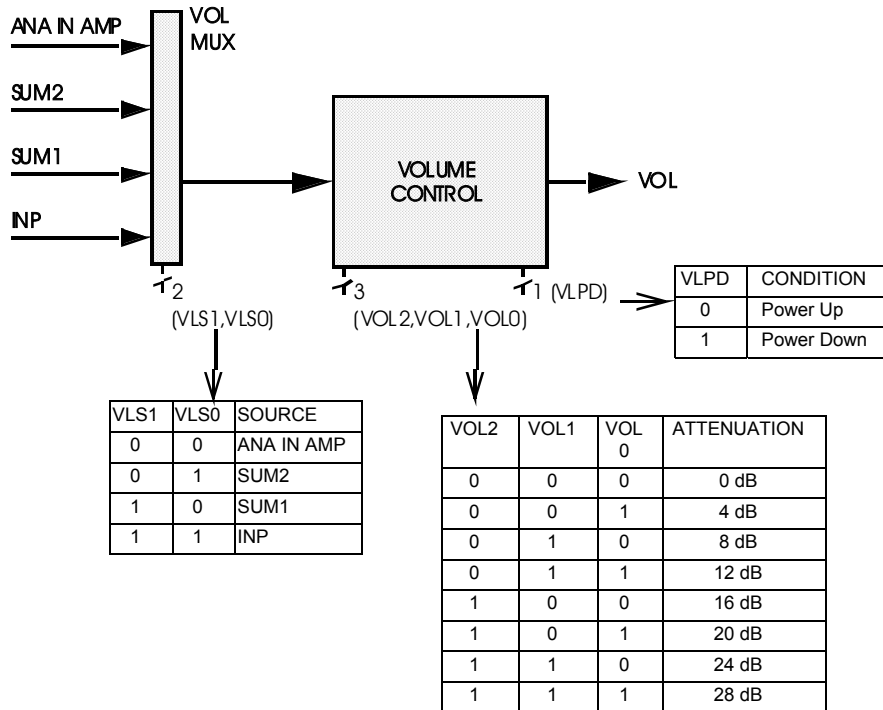 ANA IN AMP
VOL
MUX
SUM2
SUM1
INP
VOLUME
CONTROL
VOL
2
(VLS1,VLS0)
3
(VOL2,VOL1,VOL0)
1 (VLPD)
VLPD CONDITION
0 Power Up
1 Power Down
VLS1 VLS0 SOURCE
0 0 ANA IN AMP
0 1 SUM2
1 0 SUM1
1 1 INP
VOL2 VOL1 VOL ATTENUATION
0
0 0 0 0 dB
0 0 1 4 dB
0 1 0 8 dB
0 1 1 12 dB
1 0 0 16 dB
1 0 1 20 dB
1 1 0 24 dB
1 1 1 28 dB